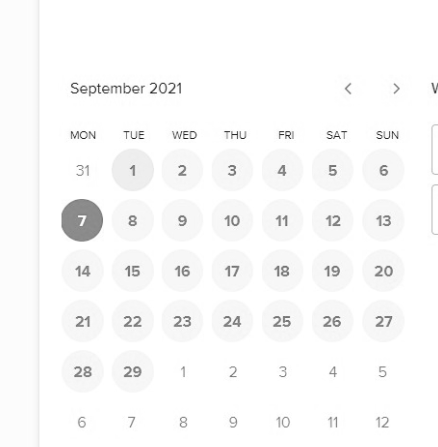 September 2021 < > W
MON TUE WED THU FRI SAT SUN
31 1 2 3 4 5 6
7 8 9 10 11 12 13
14 15 16 17 18 19 20
21 22 23 24 25 26 27
28 29 1 2 3 4 5
6 7 8 9 10 11 12